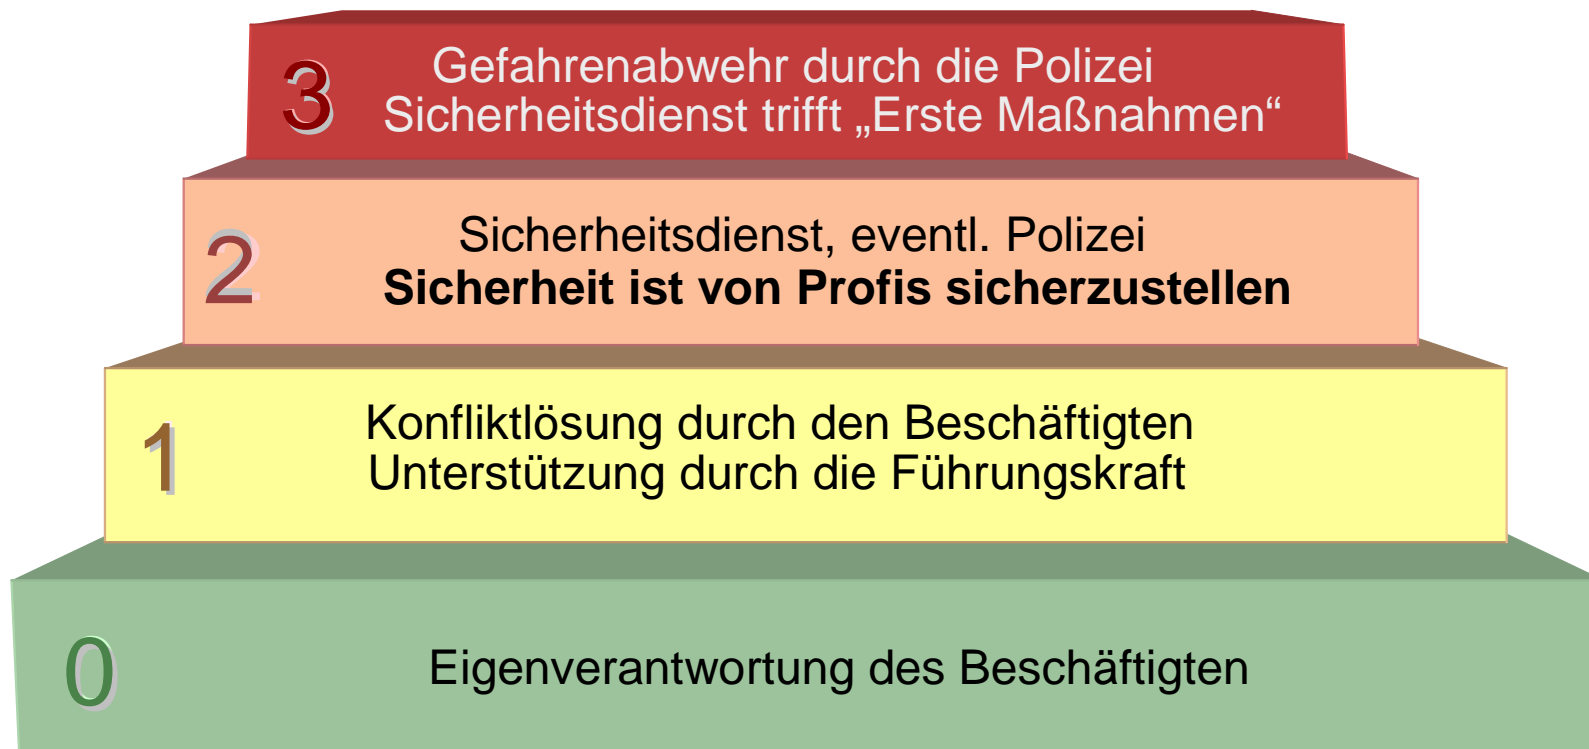 3
Gefahrenabwehr durch die Polizei
Sicherheitsdienst trifft „Erste Maßnahmen“
2
Sicherheitsdienst, eventl. Polizei
Sicherheit ist von Profis sicherzustellen
1
Konfliktlösung durch den Beschäftigten
Unterstützung durch die Führungskraft
0
Eigenverantwortung des Beschäftigten